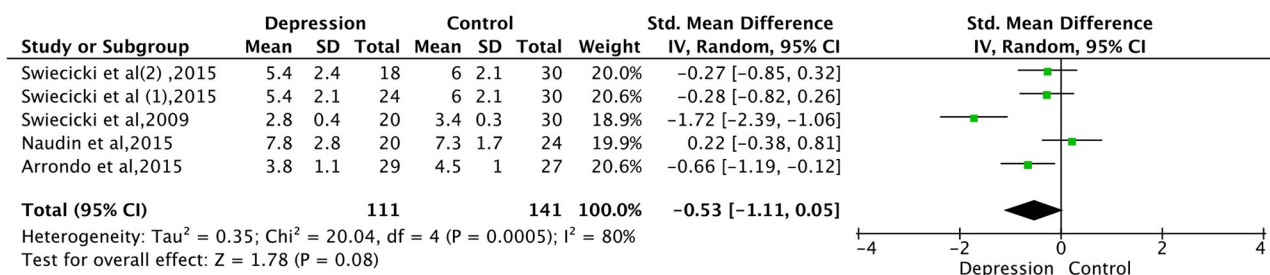 Depression Control Std. Mean Difference Std. Mean Difference
Study or Subgroup Mean SD Total Mean SD Total Weight IV, Random, 95% CI IV, Random, 95% CI
Swiecicki et al(2) ,2015 5.4 2.4 18 6 2.1 30 20.0% −0.27 [−0.85, 0.32]
Swiecicki et al (1),2015 5.4 2.1 24 6 2.1 30 20.6% −0.28 [−0.82, 0.26]
Swiecicki et al,2009 2.8 0.4 20 3.4 0.3 30 18.9% −1.72 [−2.39, −1.06]
Naudin et al,2015 7.8 2.8 20 7.3 1.7 24 19.9% 0.22 [−0.38, 0.81]
Arrondo et al,2015 3.8 1.1 29 4.5 1 27 20.6% −0.66 [−1.19, −0.12]
Total (95% CI) 111 141 100.0% −0.53 [−1.11, 0.05]
Heterogeneity: Tau² = 0.35; Chi² = 20.04, df = 4 (P = 0.0005); I² = 80%
Test for overall effect: Z = 1.78 (P = 0.08)
−4 −2 0 2 4
Depression Control